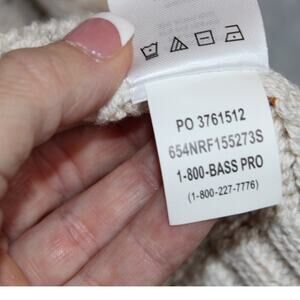 PO 3761512
654NRF155273S
1-800-BASS PRO
(1-800-227-7776)